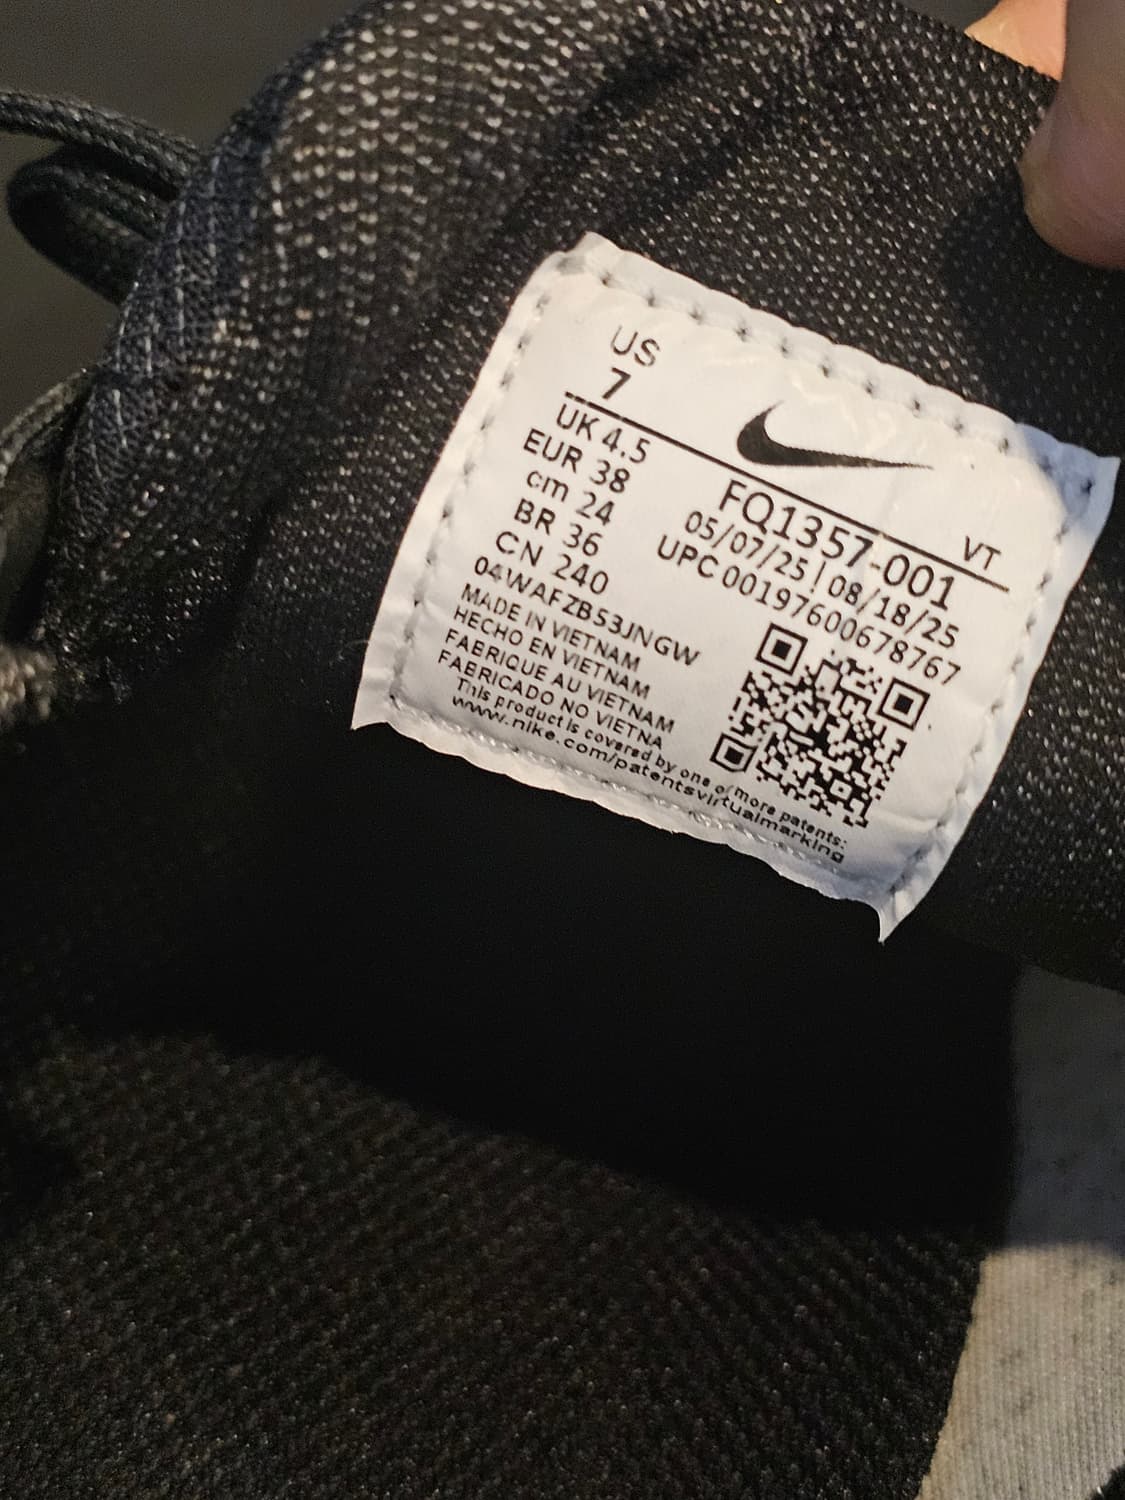 US
7
UK 4.5
EUR 38
cm 24
BR 36
CN 240
04WAFZB53JNGW
MADE IN VIETNAM
HECHO EN VIETNAM
FABRIQUE AU VIETNAM
FABRICADO NO VIETNA
This product is covered by one o more patents:
www.nike.com/patentsvirtualmarking
VT
FQ1357-001
05/07/25 | 08/18/25
UPC 00197600678767